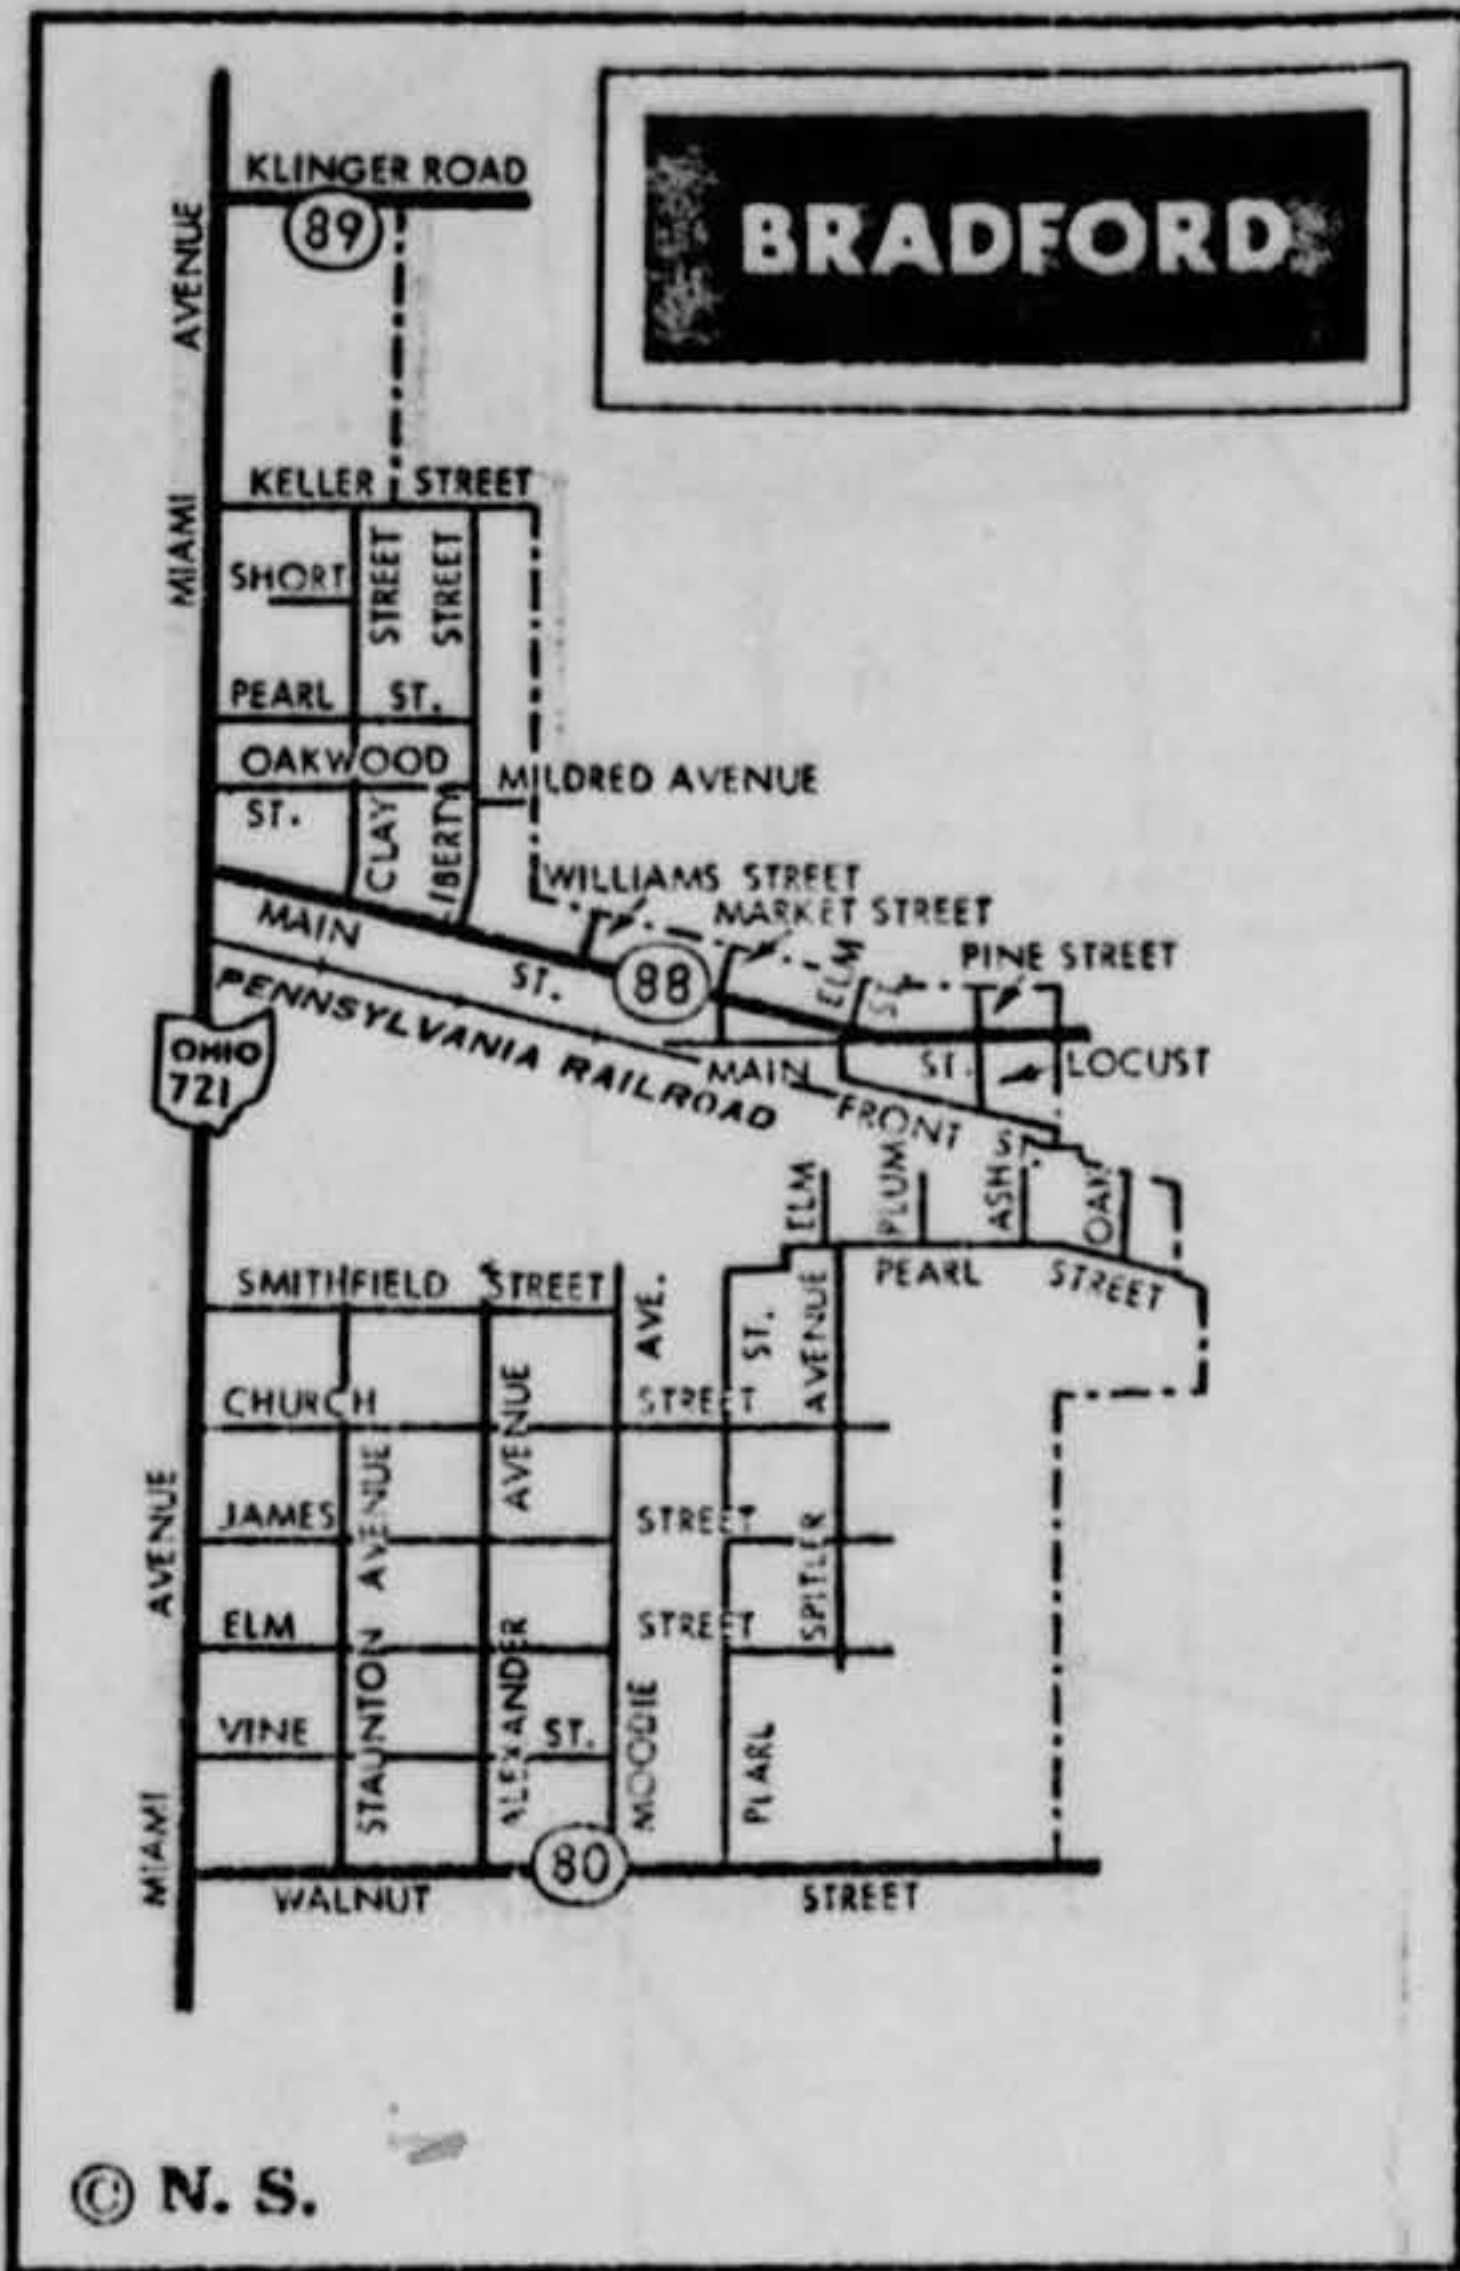 BRADFORD
KLINGER ROAD
89
MIAMI AVENUE
KELLER STREET
SHORT
CLAY STREET
LIBERTY STREET
PEARL ST.
OAKWOOD
ST.
MILDRED AVENUE
WILLIAMS STREET
MARKET STREET
ELM
ST.
PINE STREET
MAIN ST.
88
PENNSYLVANIA RAILROAD
OHIO
721
MAIN ST.
LOCUST
FRONT ST.
ELM
PLUM
ASH
OAK
PEARL STREET
SMITHFIELD STREET
CHURCH STREET
JAMES STREET
ELM STREET
VINE ST.
MIAMI AVENUE
STAUNTON AVENUE
ALEXANDER AVENUE
MOODIE AVE.
PEARL ST.
SPITLER AVENUE
80
WALNUT STREET
© N. S.